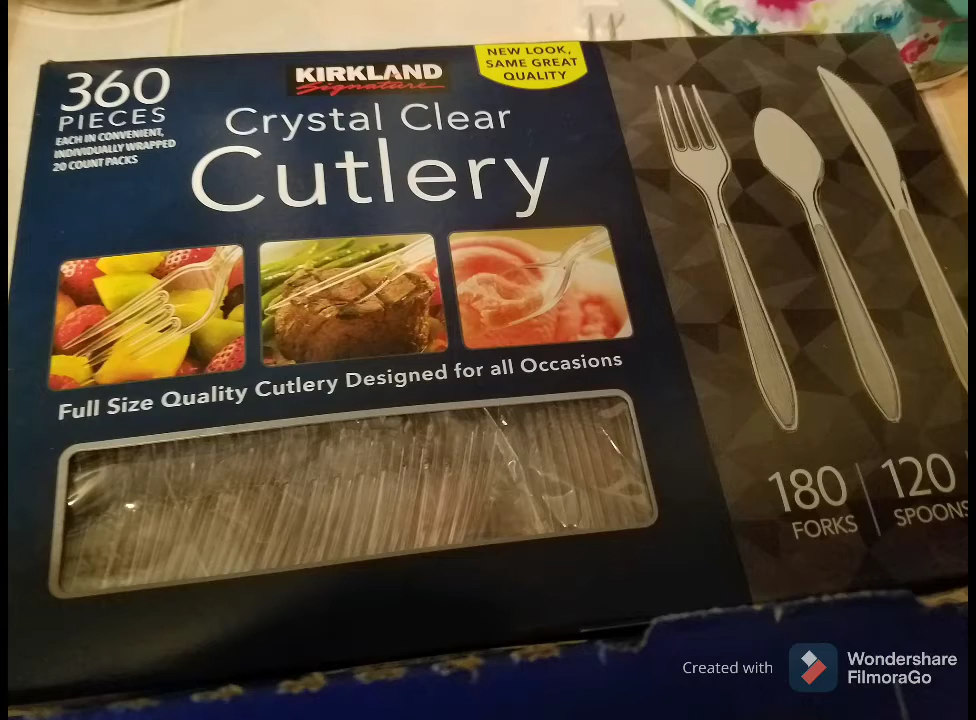 360
PIECES
EACH IN CONVENIENT,
INDIVIDUALLY WRAPPED
20 COUNT PACKS
KIRKLAND
Signature
NEW LOOK,
SAME GREAT
QUALITY
Crystal Clear
Cutlery
Full Size Quality Cutlery Designed for all Occasions
180
FORKS
120
SPOONS
Created with
Wondershare
FilmoraGo